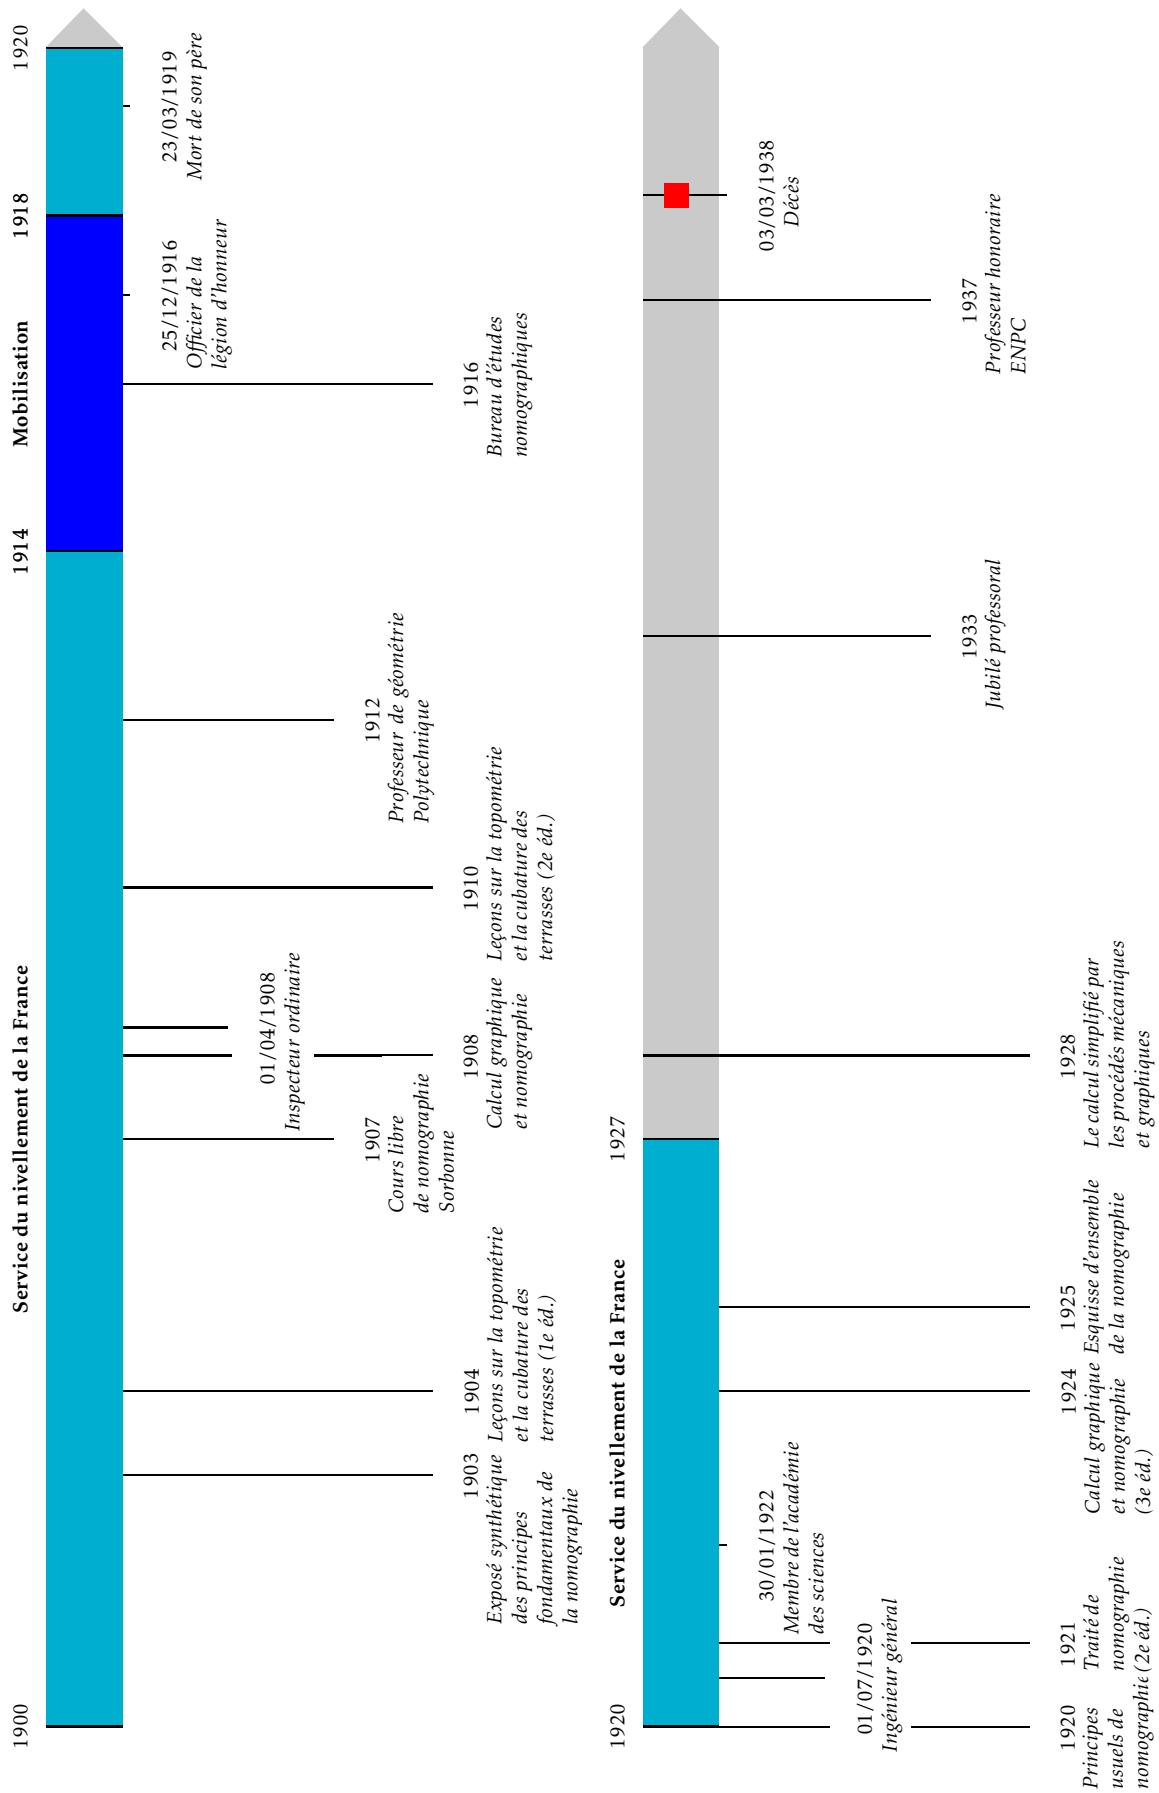 Service du nivellement de la France
Mobilisation
1900
1914
1918
1920
23/03/1919
Mort de son père
25/12/1916
Officier de la
légion d'honneur
01/04/1908
Inspecteur ordinaire
1907
Cours libre
de nomographie
Sorbonne
1912
Professeur de géométrie
Polytechnique
1903
Exposé synthétique
des principes
fondamentaux de
la nomographie
1904
Leçons sur la topométrie
et la cubature des
terrasses (1e éd.)
1908
Calcul graphique
et nomographie
1910
Leçons sur la topométrie
et la cubature des
terrasses (2e éd.)
1916
Bureau d'études
nomographiques
Service du nivellement de la France
1920
1927
30/01/1922
Membre de l'académie
des sciences
03/03/1938
Décès
01/07/1920
Ingénieur général
1933
Jubilé professoral
1937
Professeur honoraire
ENPC
1920
Principes
usuels de
nomographie
1921
Traité de
nomographie
(2e éd.)
1924
Calcul graphique
et nomographie
(3e éd.)
1925
Esquisse d'ensemble
de la nomographie
1928
Le calcul simplifié par
les procédés mécaniques
et graphiques